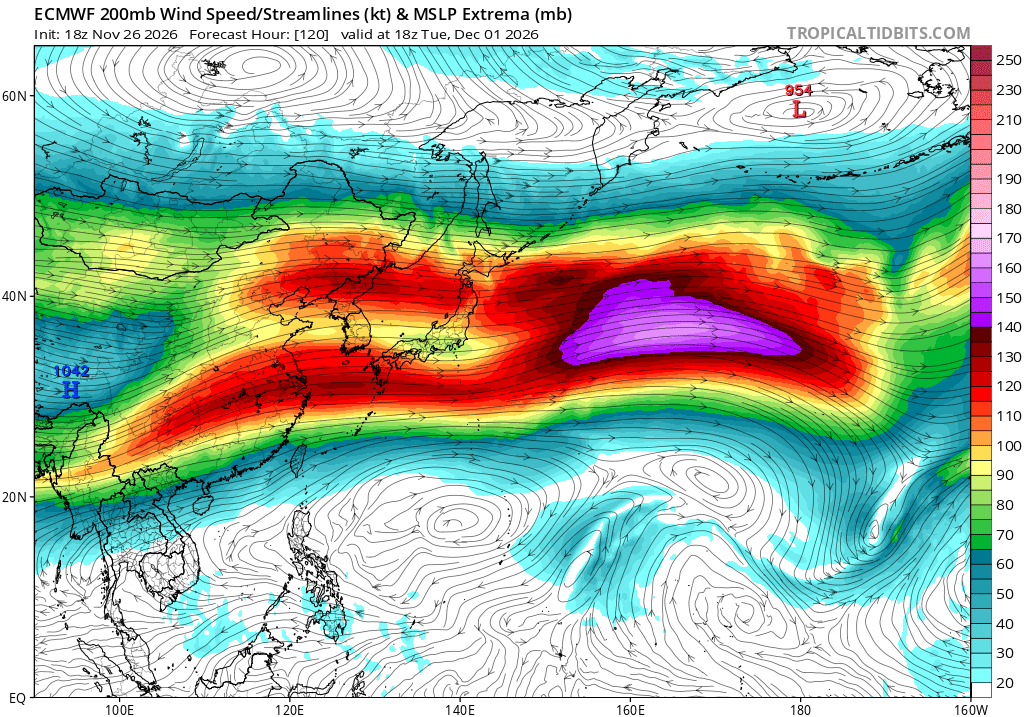 ECMWF 200mb Wind Speed/Streamlines (kt) & MSLP Extrema (mb)
Init: 18z Nov 26 2026 Forecast Hour: [120] valid at 18z Tue, Dec 01 2026
TROPICALTIDBITS.COM
60N
40N
20N
EQ
100E
120E
140E
160E
180
160W
954
L
1042
H
250
230
220
210
200
190
180
170
160
150
140
130
120
110
100
90
80
70
60
50
40
30
20